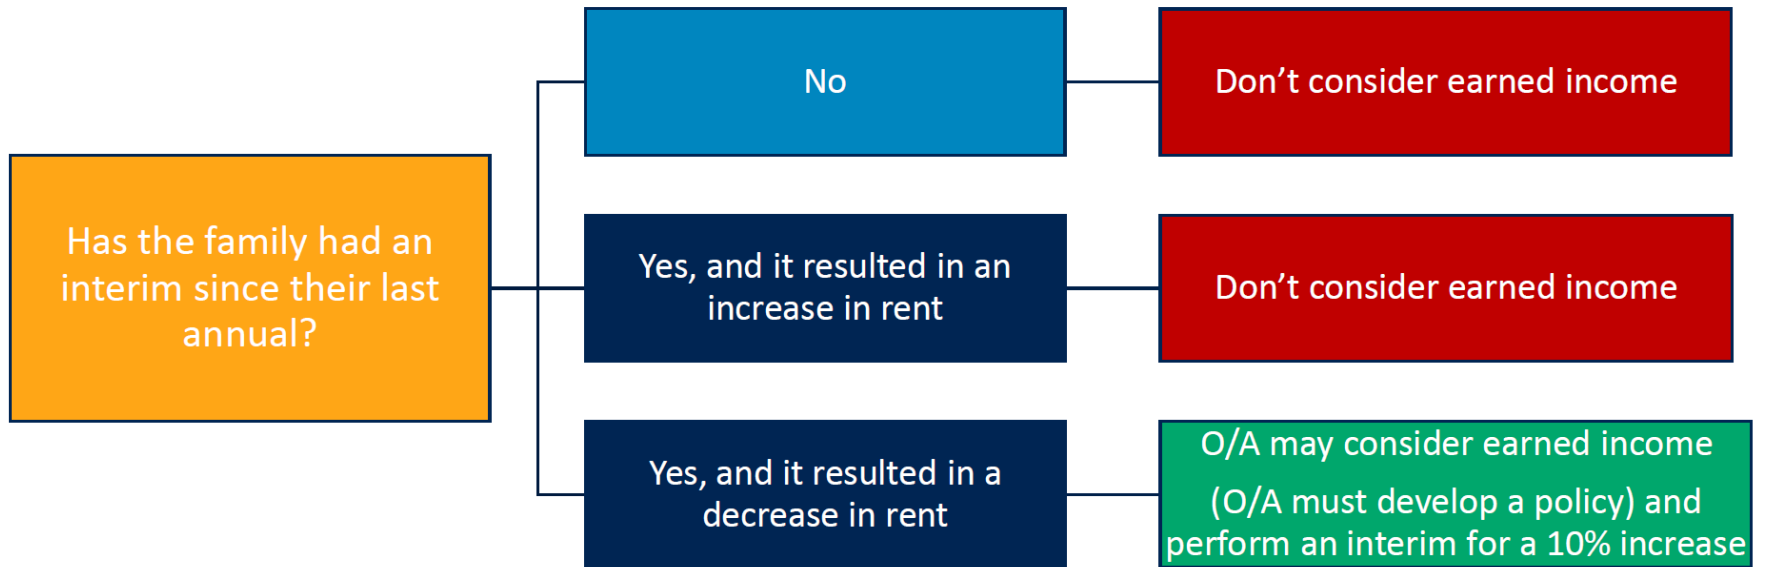 Has the family had an
interim since their last
annual?
No
Don’t consider earned income
Yes, and it resulted in an
increase in rent
Don’t consider earned income
Yes, and it resulted in a
decrease in rent
O/A may consider earned income
(O/A must develop a policy) and
perform an interim for a 10% increase